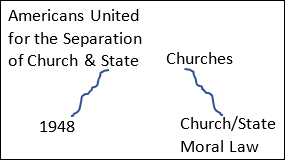 Americans United
for the Separation
of Church & State
Churches
1948
Church/State
Moral Law